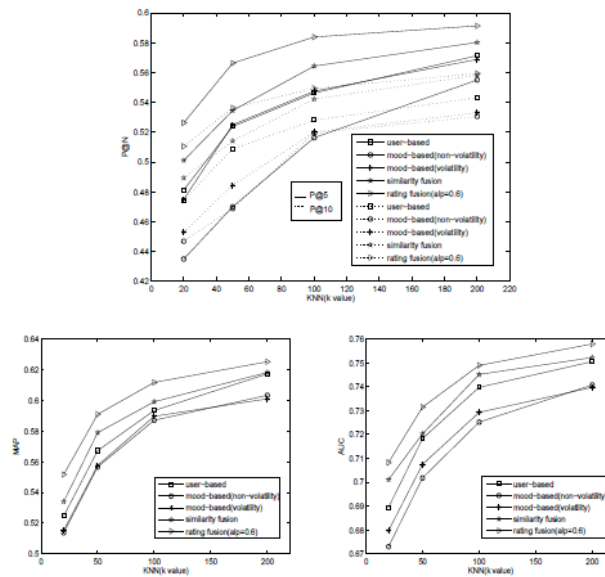 0.6
0.58
0.56
0.54
0.52
0.5
0.48
0.46
0.44
0.42
P@N
P@5
P@10
user-based
mood-based(non-volatility)
mood-based(volatility)
similarity fusion
rating fusion(alp=0.6)
user-based
mood-based(non-volatility)
mood-based(volatility)
similarity fusion
rating fusion(alp=0.6)
0 20 40 60 80 100 120 140 160 180 200 220
KNN(k value)
0.64
0.62
0.6
0.58
0.56
0.54
0.52
0.5
MAP
user-based
mood-based(non-volatility)
mood-based(volatility)
similarity fusion
rating fusion(alp=0.6)
0 50 100 150 200
KNN(k value)
0.76
0.75
0.74
0.73
0.72
0.71
0.7
0.69
0.68
0.67
AUC
user-based
mood-based(non-volatility)
mood-based(volatility)
similarity fusion
rating fusion(alp=0.6)
0 50 100 150 200
KNN(k value)